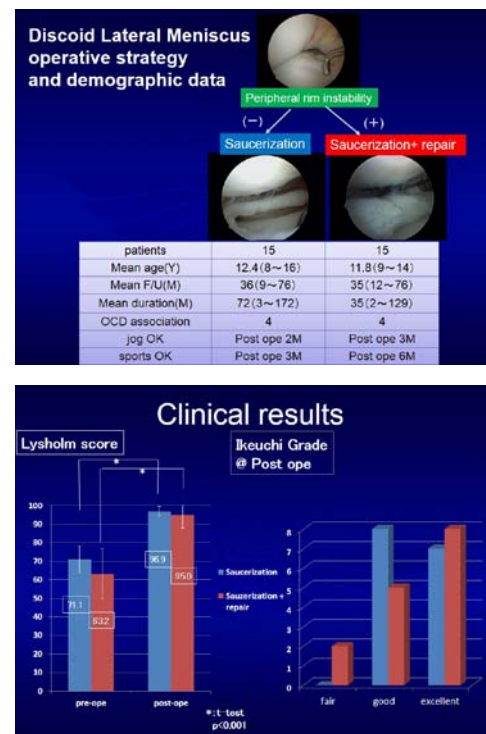 Discoid Lateral Meniscus
operative strategy
and demographic data
Peripheral rim instability
(−) (+)
Saucerization Saucerization+ repair
patients 15 15
Mean age(Y) 12.4(8～16) 11.8(9～14)
Mean F/U(M) 36(9～76) 35(12～76)
Mean duration(M) 72(3～172) 35(2～129)
OCD association 4 4
jog OK Post ope 2M Post ope 3M
sports OK Post ope 3M Post ope 6M
Clinical results
Lysholm score
Ikeuchi Grade
@ Post ope
*
*
100
90
80
70
60
50
40
30
20
10
0
71.1
63.2
96.9
95.0
pre-ope post-ope
Saucerization
Sauzerization +
repair
*:t-test
p<0.001
8
7
6
5
4
3
2
1
0
fair good excellent